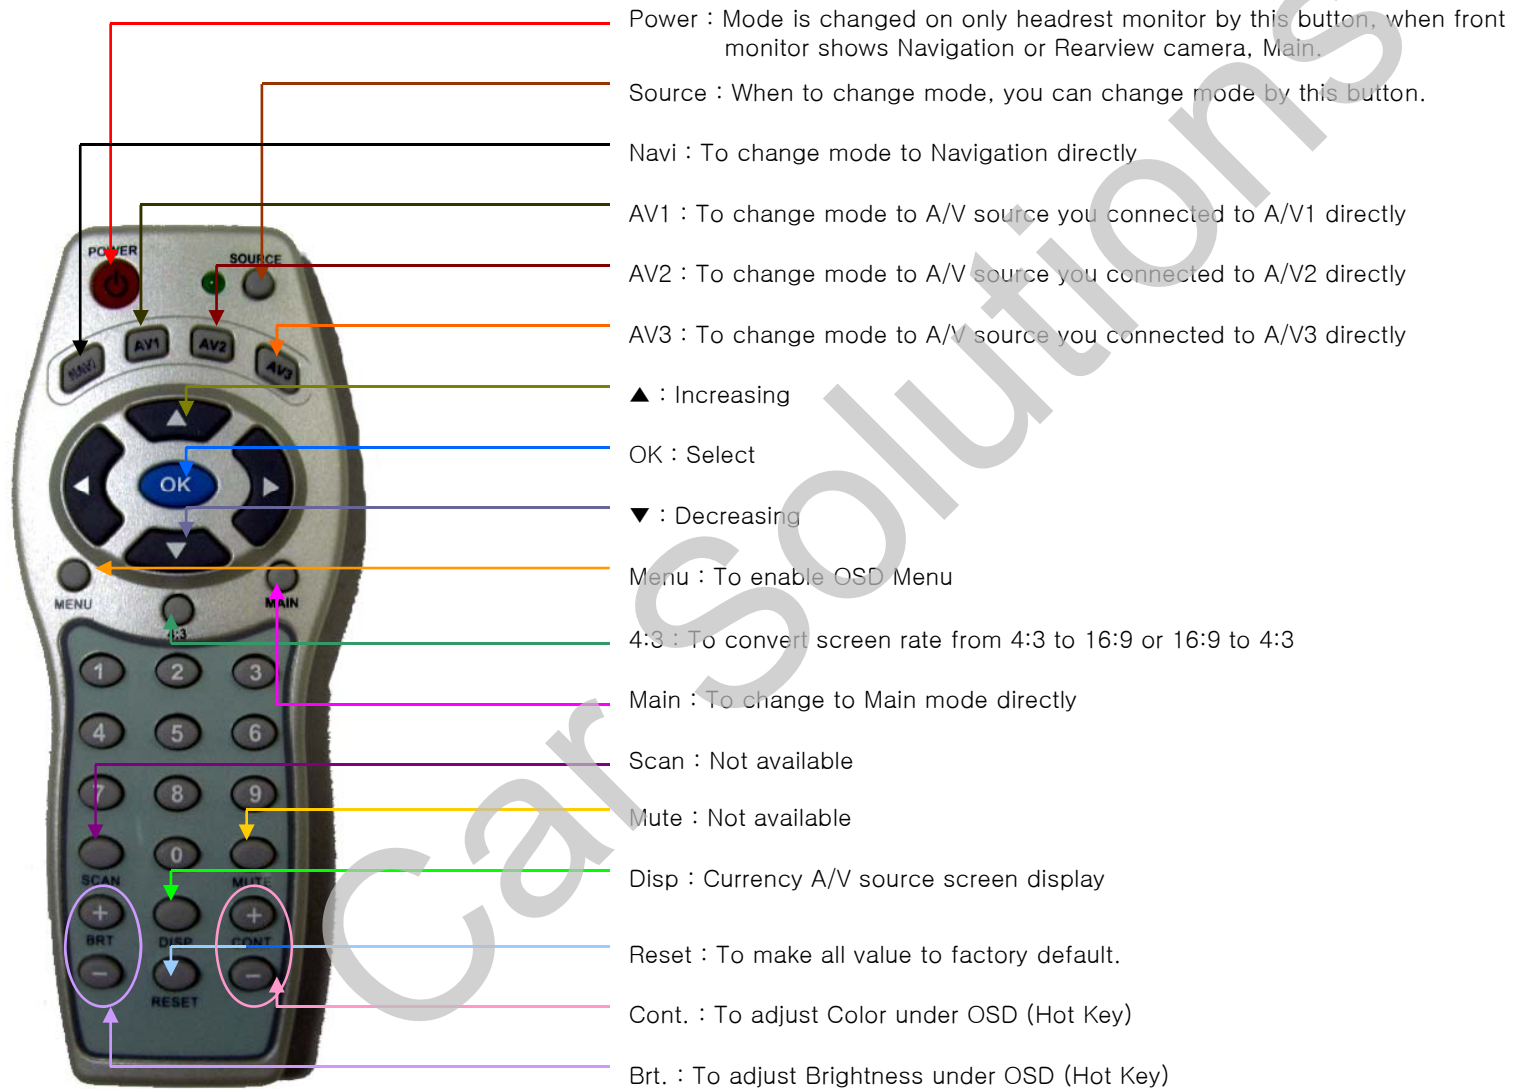 Power : Mode is changed on only headrest monitor by this button, when front
monitor shows Navigation or Rearview camera, Main.
Source : When to change mode, you can change mode by this button.
Navi : To change mode to Navigation directly
AV1 : To change mode to A/V source you connected to A/V1 directly
AV2 : To change mode to A/V source you connected to A/V2 directly
AV3 : To change mode to A/V source you connected to A/V3 directly
▲ : Increasing
OK : Select
▼ : Decreasing
Menu : To enable OSD Menu
4:3 : To convert screen rate from 4:3 to 16:9 or 16:9 to 4:3
Main : To change to Main mode directly
Scan : Not available
Mute : Not available
Disp : Currency A/V source screen display
Reset : To make all value to factory default.
Cont. : To adjust Color under OSD (Hot Key)
Brt. : To adjust Brightness under OSD (Hot Key)
POWER
SOURCE
NAVI AV1 AV2 AV3
OK
MENU MAIN
4:3
1 2 3
4 5 6
7 8 9
0
SCAN MUTE
+ +
BRT DISP CONT
- -
RESET
Car Solutions